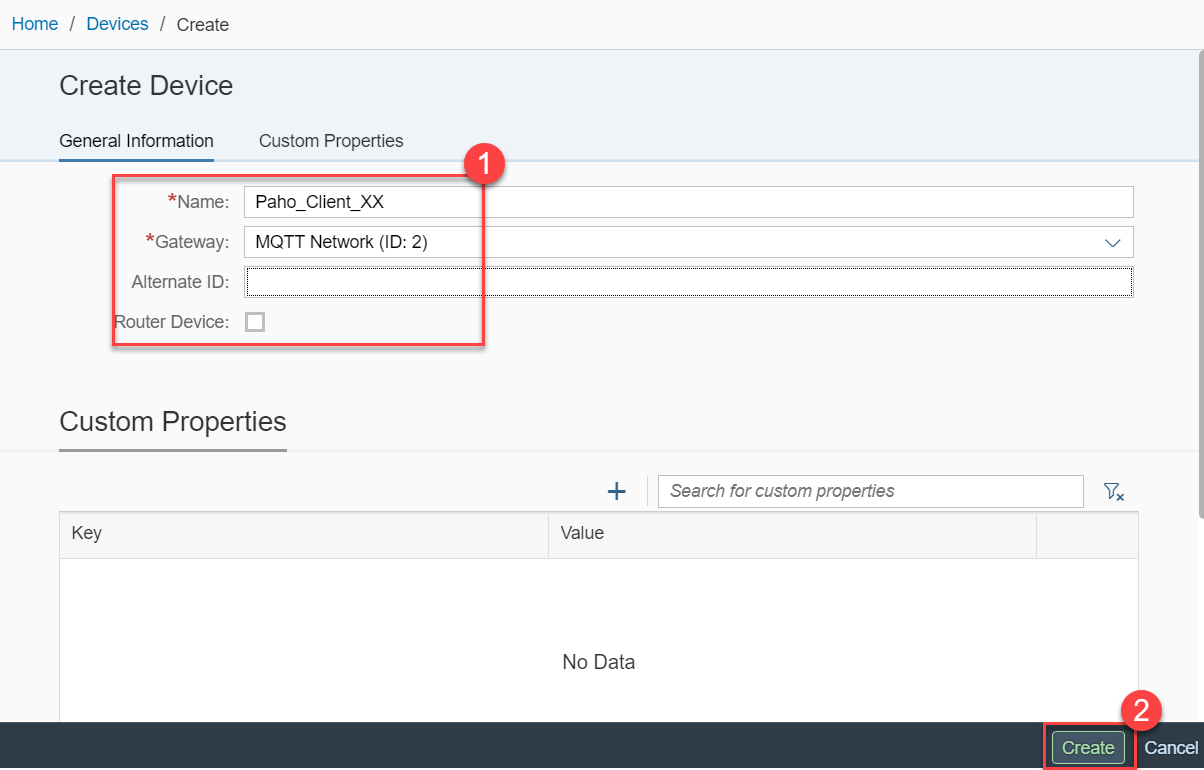 Home / Devices / Create
Create Device
General Information Custom Properties
1
*Name: Paho_Client_XX
*Gateway: MQTT Network (ID: 2)
Alternate ID:
Router Device:
Custom Properties
+ Search for custom properties
Key Value
No Data
2
Create Cancel